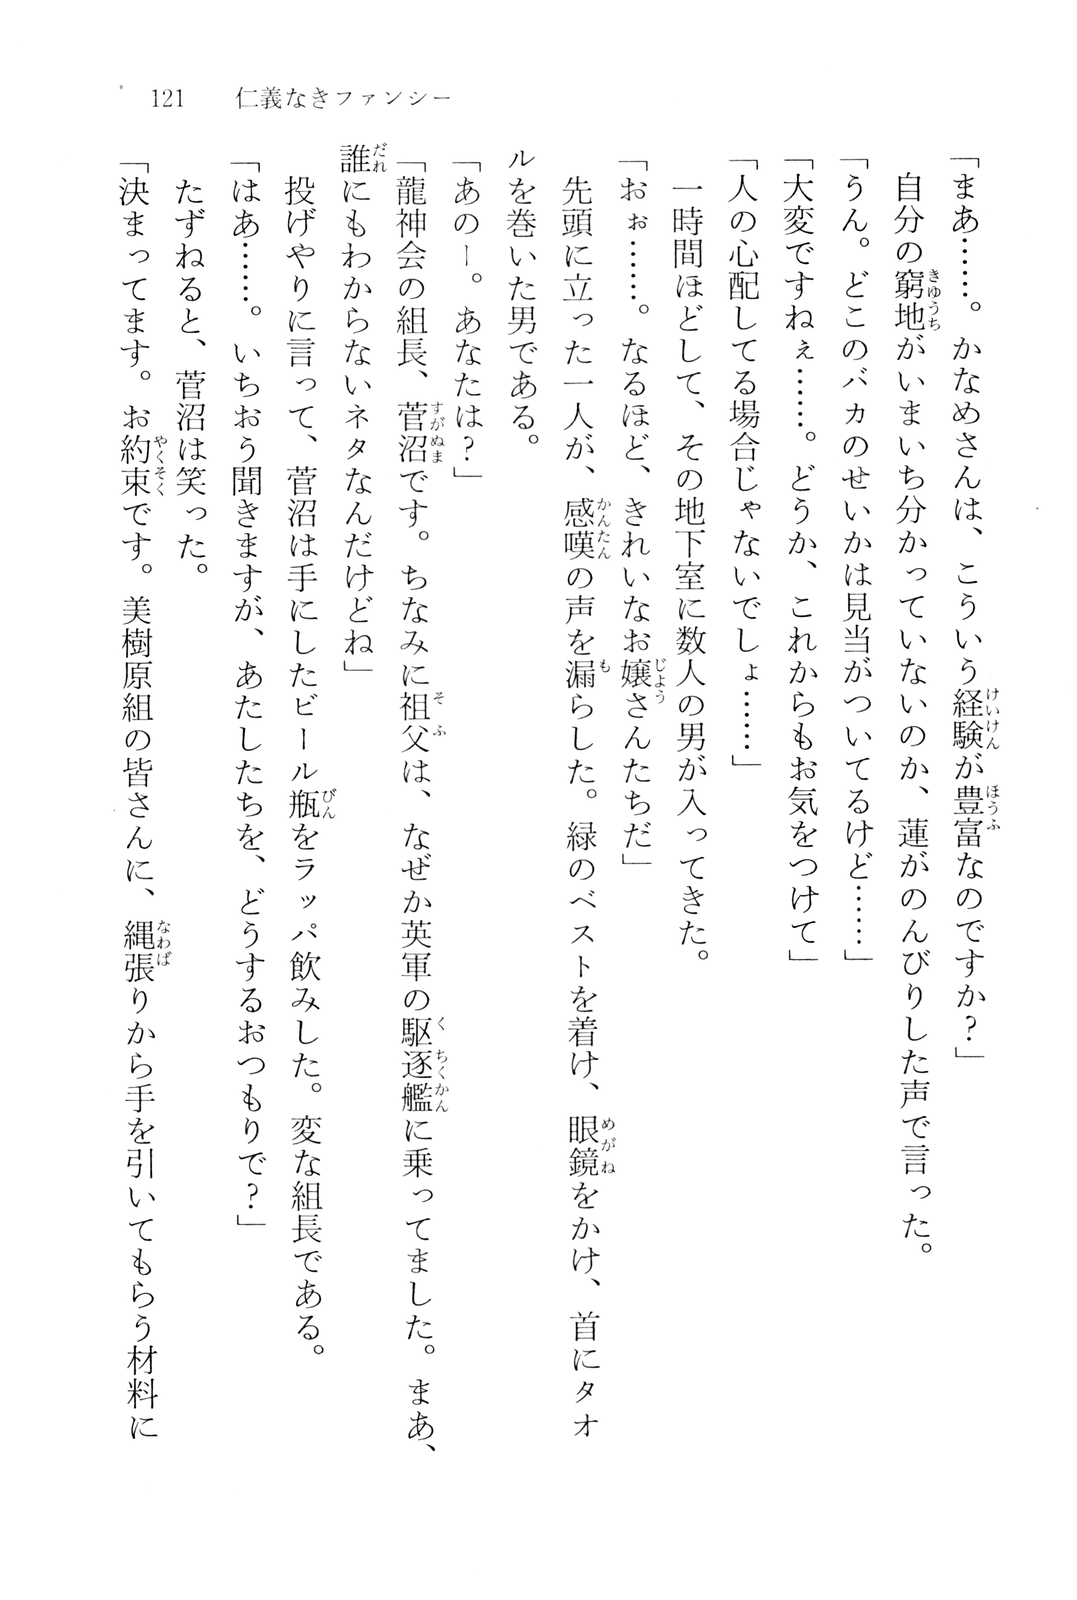 121　仁義なきファンシー
「まあ……。かなめさんは、こういう経験が豊富なのですか？」
　自分の窮地がいまいち分かっていないのか、蓮がのんびりした声で言った。
「うん。どこのバカのせいかは見当がついてるけど……」
「大変ですねぇ……。どうか、これからもお気をつけて」
「人の心配してる場合じゃないでしょ……」
　一時間ほどして、その地下室に数人の男が入ってきた。
「おぉ……。なるほど、きれいなお嬢さんたちだ」
　先頭に立った一人が、感嘆の声を漏らした。緑のベストを着け、眼鏡をかけ、首にタオ
ルを巻いた男である。
「あのー。あなたは？」
「龍神会の組長、菅沼です。ちなみに祖父は、なぜか英軍の駆逐艦に乗ってました。まあ、
誰にもわからないネタなんだけどね」
　投げやりに言って、菅沼は手にしたビール瓶をラッパ飲みした。変な組長である。
「はあ……。いちおう聞きますが、あたしたちを、どうするおつもりで？」
　たずねると、菅沼は笑った。
「決まってます。お約束です。美樹原組の皆さんに、縄張りから手を引いてもらう材料に